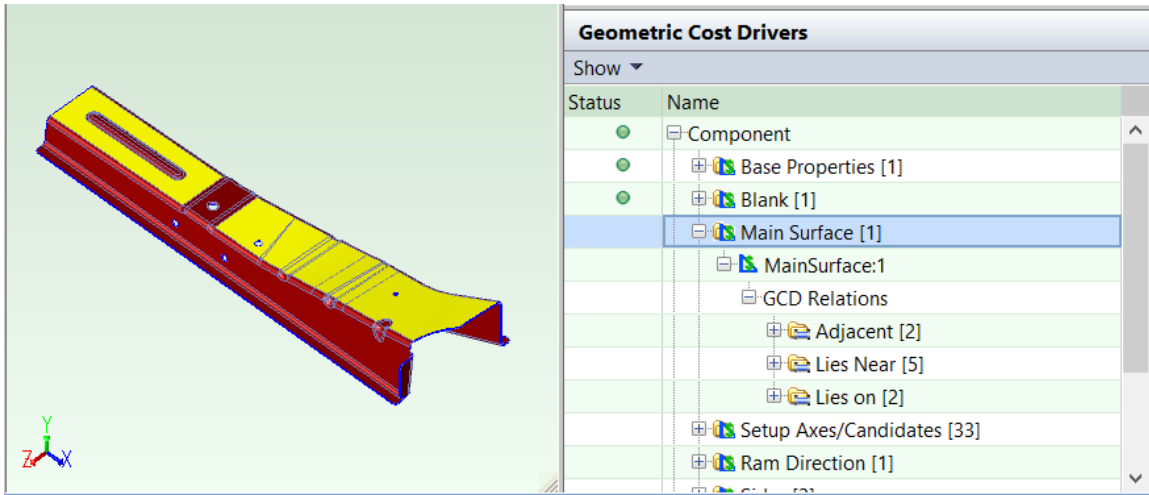 Geometric Cost Drivers
Show
Status Name
Component
Base Properties [1]
Blank [1]
Main Surface [1]
MainSurface:1
GCD Relations
Adjacent [2]
Lies Near [5]
Lies on [2]
Setup Axes/Candidates [33]
Ram Direction [1]
Y
Z X